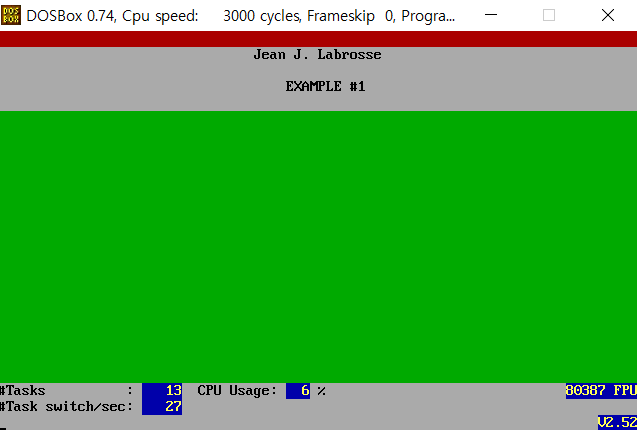 DOSBox 0.74, Cpu speed: 3000 cycles, Frameskip 0, Progra...
Jean J. Labrosse
EXAMPLE #1
#Tasks : 13 CPU Usage: 6 % 80387 FPU
#Task switch/sec: 27
V2.52